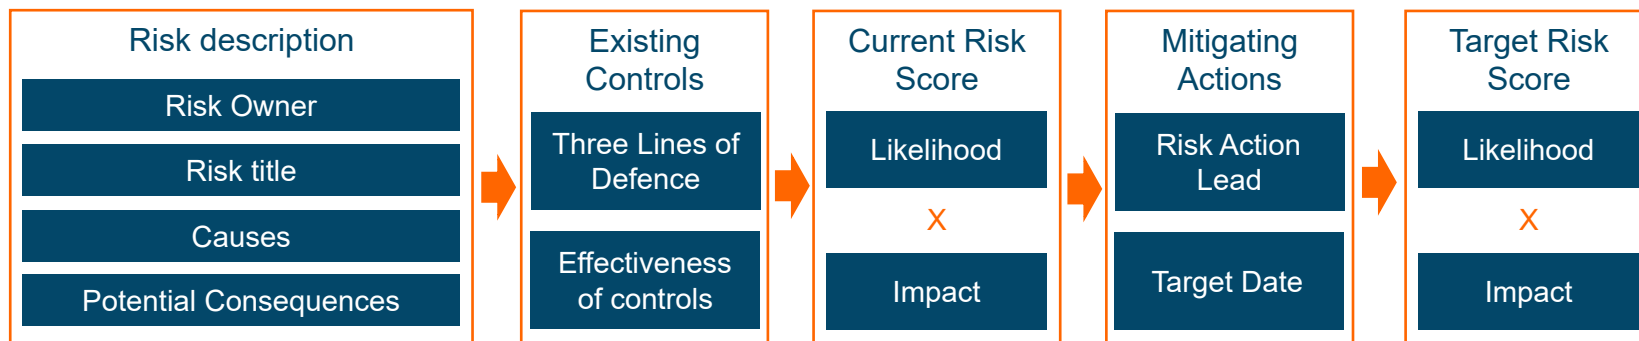 Risk description
Risk Owner
Risk title
Causes
Potential Consequences
Existing
Controls
Three Lines of
Defence
Effectiveness
of controls
Current Risk
Score
Likelihood
X
Impact
Mitigating
Actions
Risk Action
Lead
Target Date
Target Risk
Score
Likelihood
X
Impact